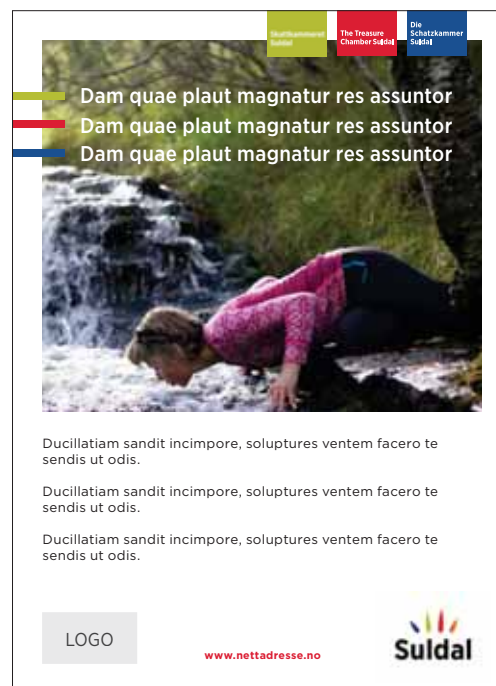 Skattkammeret
Suldal
The Treasure
Chamber Suldal
Die
Schatzkammer
Suldal
Dam quae plaut magnatur res assuntor
Dam quae plaut magnatur res assuntor
Dam quae plaut magnatur res assuntor
Ducillatiam sandit incimpore, soluptures ventem facero te
sendis ut odis.
Ducillatiam sandit incimpore, soluptures ventem facero te
sendis ut odis.
Ducillatiam sandit incimpore, soluptures ventem facero te
sendis ut odis.
LOGO
www.nettadresse.no
Suldal